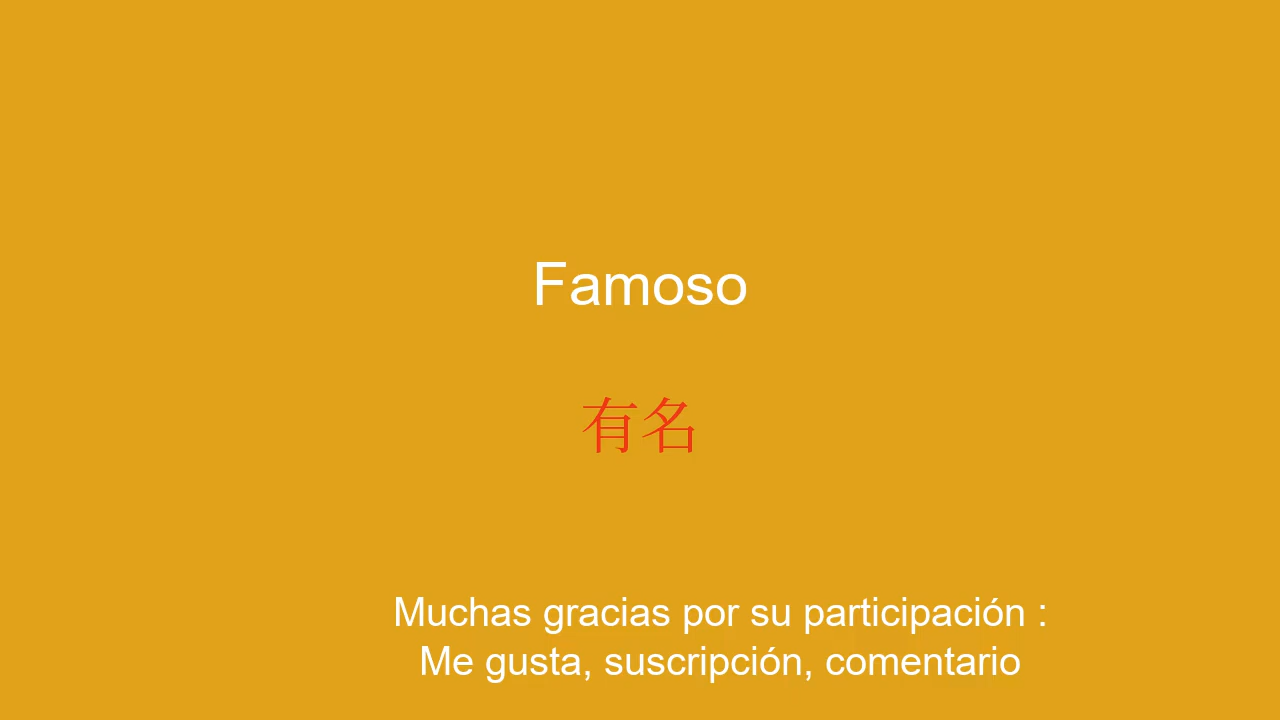 Famoso
有名
Muchas gracias por su participación :
Me gusta, suscripción, comentario